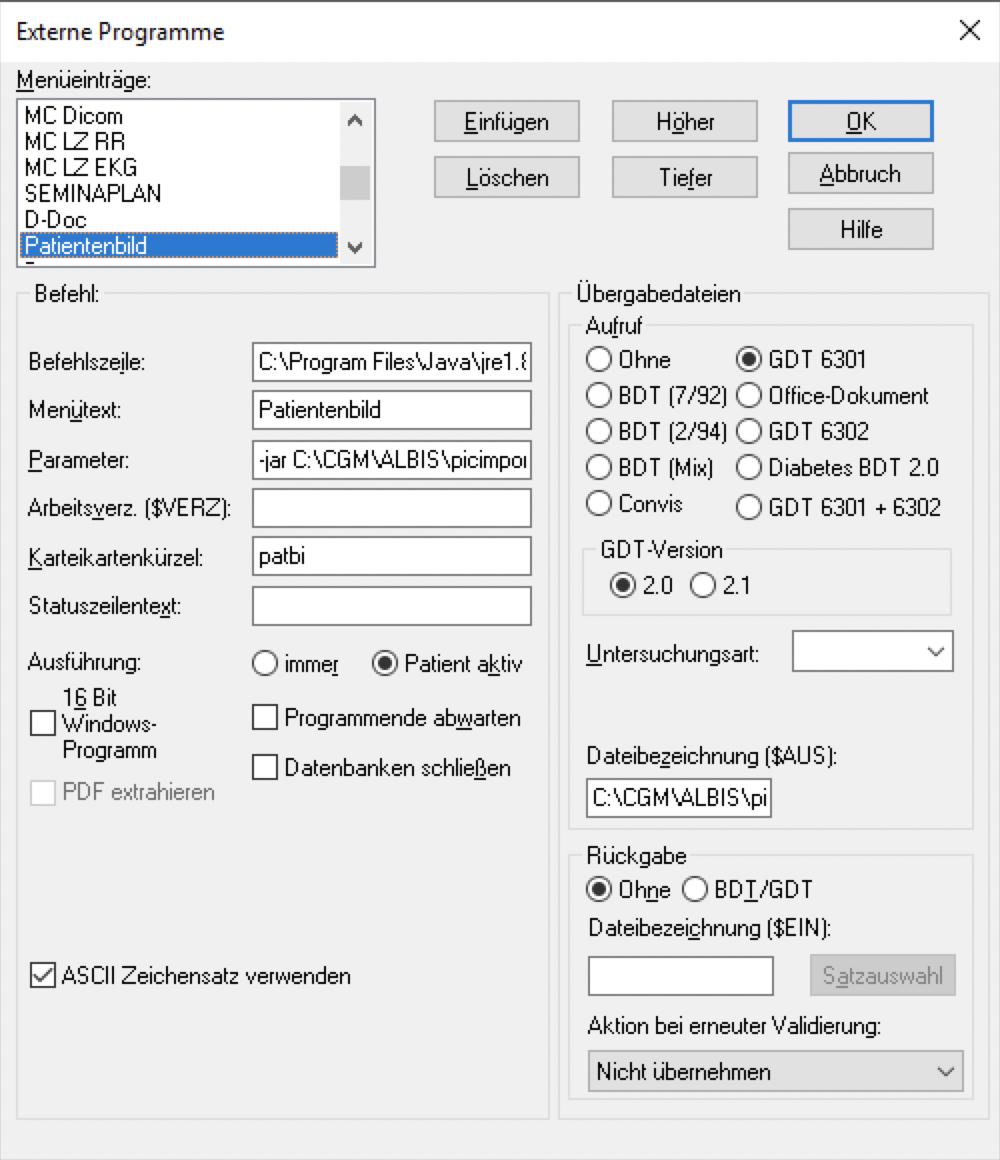 Externe Programme
Menüeinträge:
MC Dicom
MC LZ RR
MC LZ EKG
SEMINAPLAN
D-Doc
Patientenbild
Einfügen
Höher
OK
Löschen
Tiefer
Abbruch
Hilfe
Befehl:
Befehlszeile:
C:\Program Files\Java\jre1.8
Menütext:
Patientenbild
Parameter:
-jar C:\CGM\ALBIS\picimpor
Arbeitsverz. ($VERZ):
Karteikartenkürzel:
patbi
Statuszeilentext:
Ausführung:
immer
Patient aktiv
16 Bit
Windows-
Programm
Programmende abwarten
Datenbanken schließen
PDF extrahieren
ASCII Zeichensatz verwenden
Übergabedateien
Aufruf
Ohne
GDT 6301
BDT (7/92)
Office-Dokument
BDT (2/94)
GDT 6302
BDT (Mix)
Diabetes BDT 2.0
Convis
GDT 6301 + 6302
GDT-Version
2.0
2.1
Untersuchungsart:
Dateibezeichnung ($AUS):
C:\CGM\ALBIS\pi
Rückgabe
Ohne
BDT/GDT
Dateibezeichnung ($EIN):
Satzauswahl
Aktion bei erneuter Validierung:
Nicht übernehmen